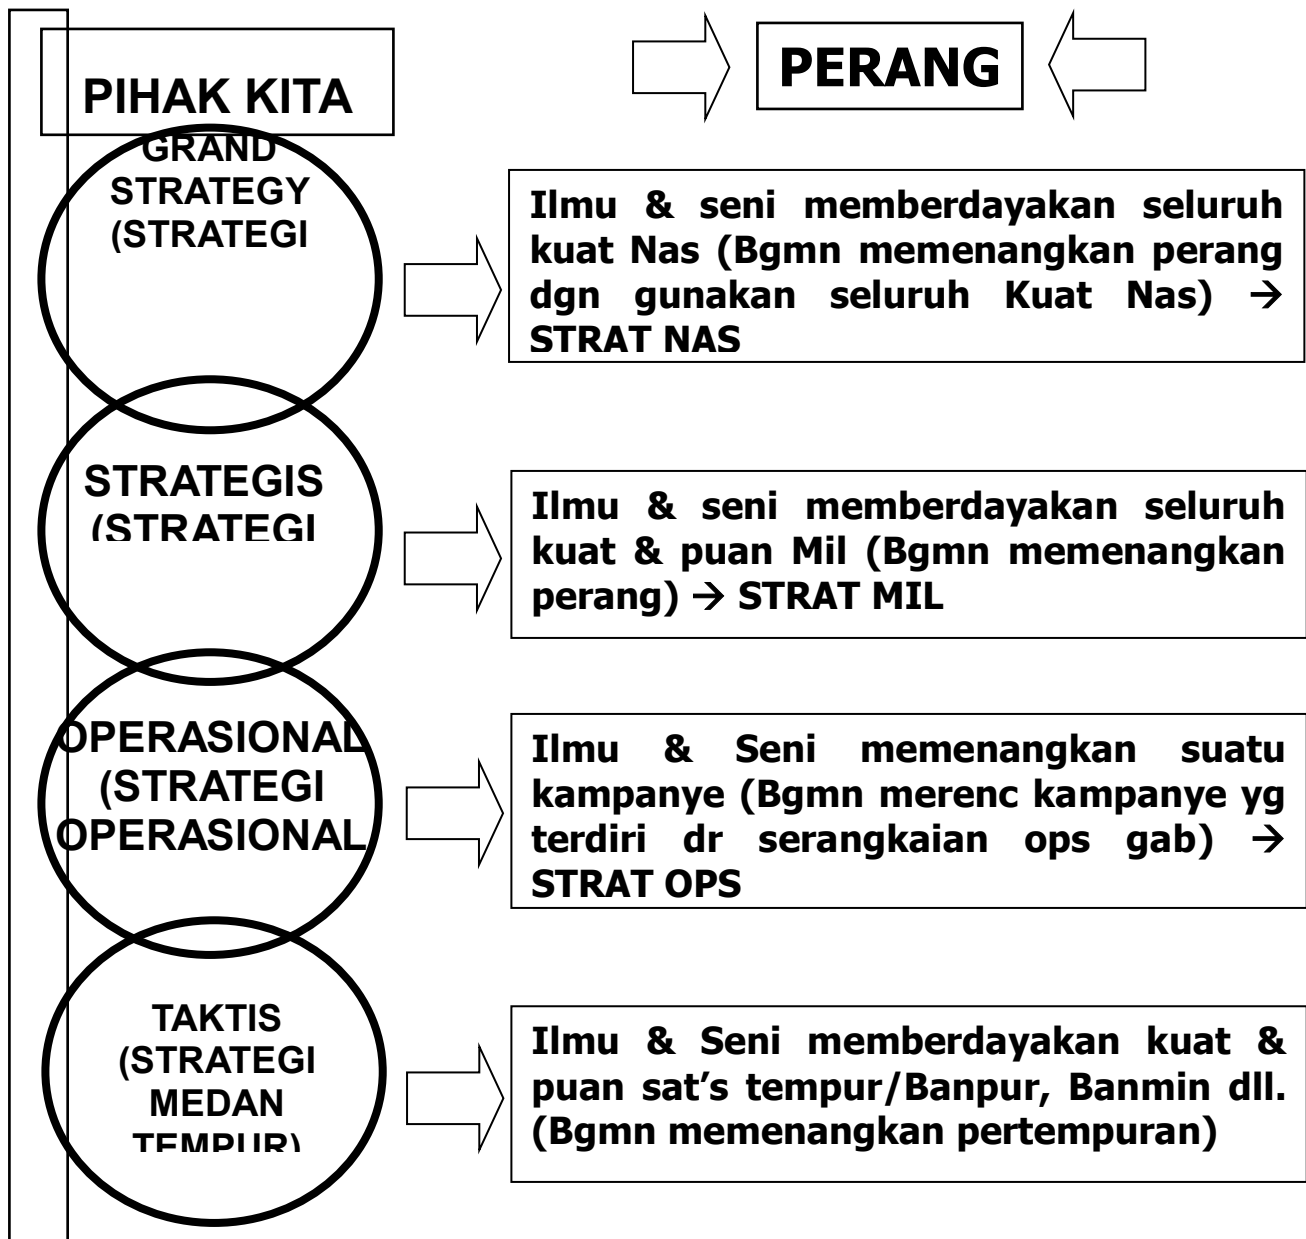 PIHAK KITA
PERANG
GRAND
STRATEGY
(STRATEGI
Ilmu & seni memberdayakan seluruh
kuat Nas (Bgmn memenangkan perang
dgn gunakan seluruh Kuat Nas) →
STRAT NAS
STRATEGIS
(STRATEGI
Ilmu & seni memberdayakan seluruh
kuat & puan Mil (Bgmn memenangkan
perang) → STRAT MIL
OPERASIONAL
(STRATEGI
OPERASIONAL
Ilmu & Seni memenangkan suatu
kampanye (Bgmn merenc kampanye yg
terdiri dr serangkaian ops gab) →
STRAT OPS
TAKTIS
(STRATEGI
MEDAN
TEMPUR)
Ilmu & Seni memberdayakan kuat &
puan sat’s tempur/Banpur, Banmin dll.
(Bgmn memenangkan pertempuran)